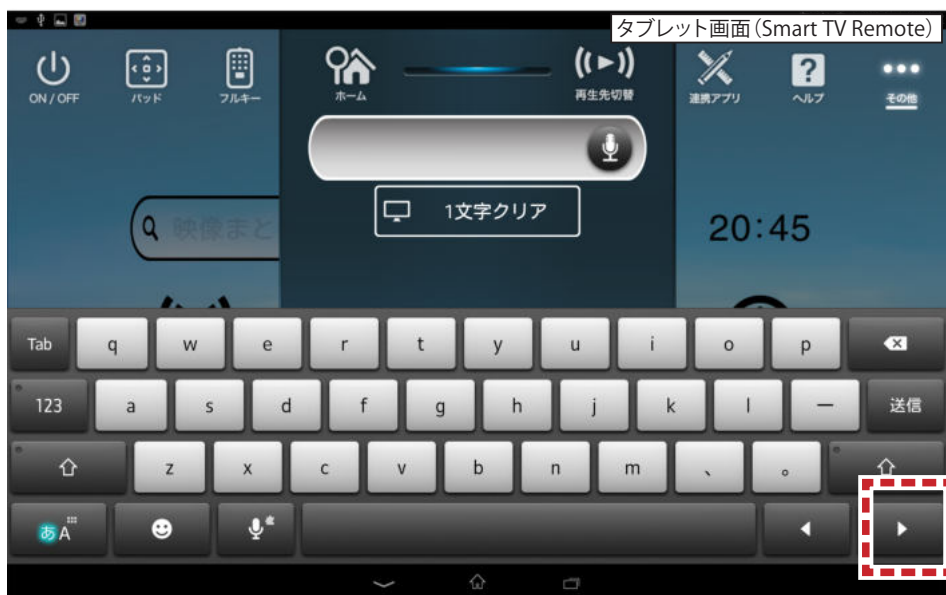 タブレット画面（Smart TV Remote）
ON / OFF
パッド
フルキー
ホーム
再生先切替
連携アプリ
ヘルプ
その他
1文字クリア
映像まと
20:45
Tab q w e r t y u i o p
123 a s d f g h j k l ー 送信
z x c v b n m 、 。
あA